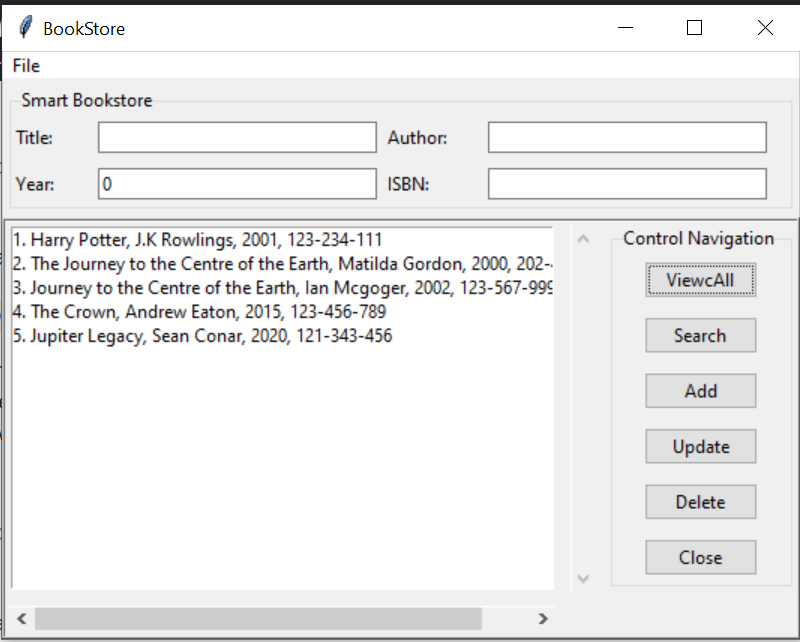 BookStore
File
Smart Bookstore
Title: Author:
Year: 0 ISBN:
1. Harry Potter, J.K Rowlings, 2001, 123-234-111
2. The Journey to the Centre of the Earth, Matilda Gordon, 2000, 202-
3. Journey to the Centre of the Earth, Ian Mcgoger, 2002, 123-567-999
4. The Crown, Andrew Eaton, 2015, 123-456-789
5. Jupiter Legacy, Sean Conar, 2020, 121-343-456
Control Navigation
ViewcAll
Search
Add
Update
Delete
Close